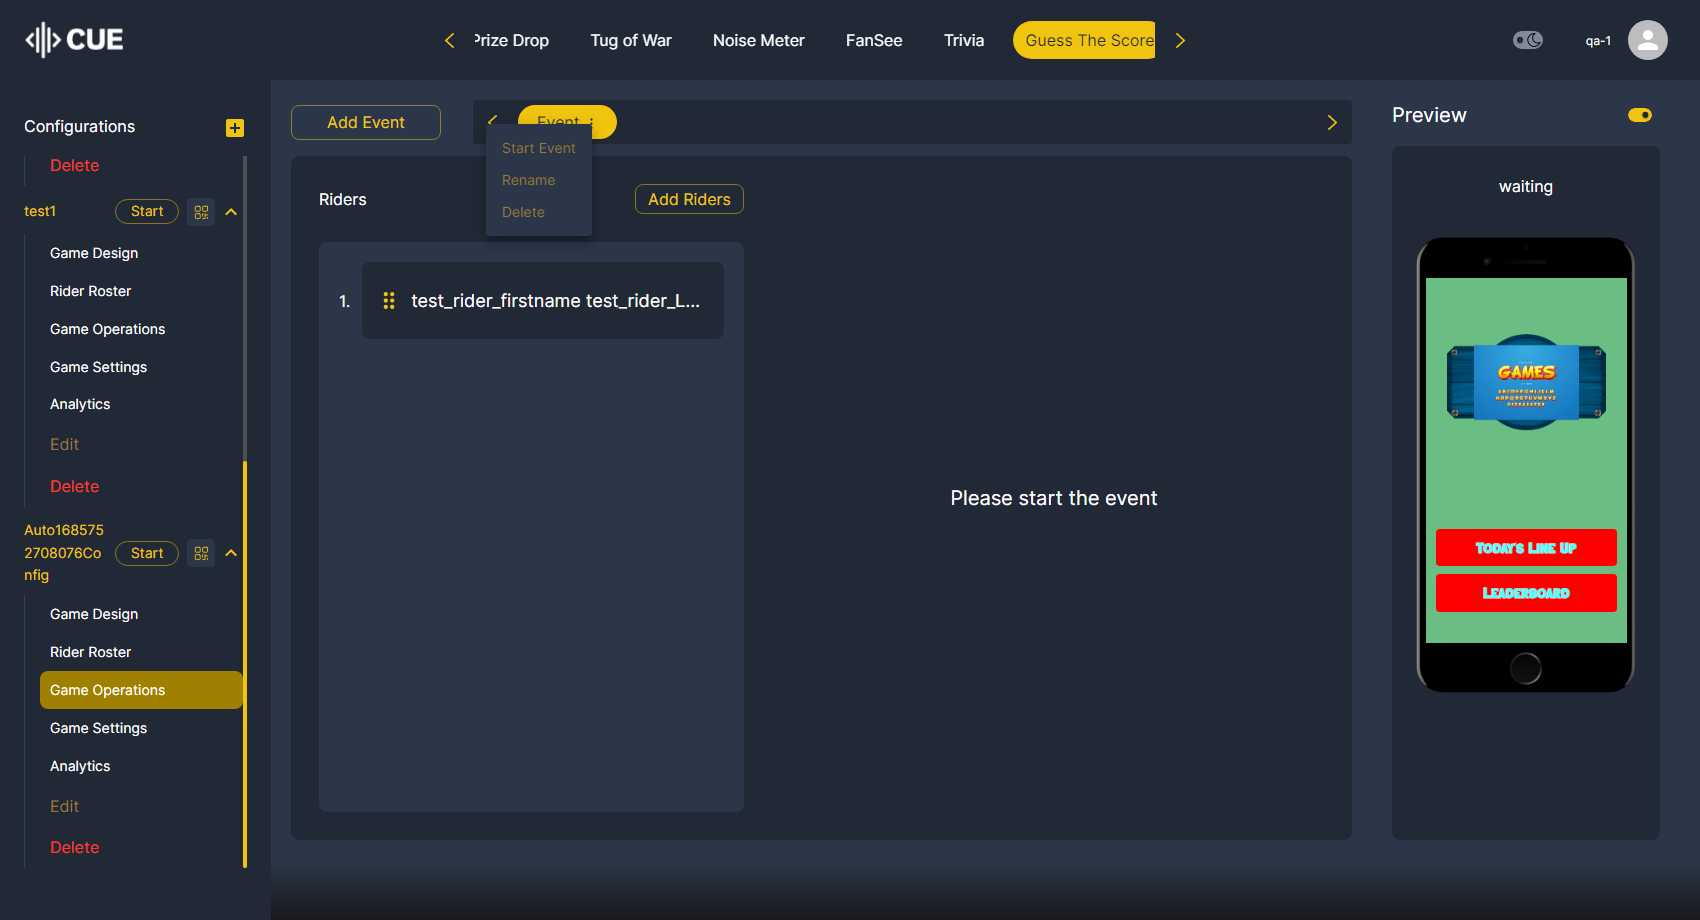 CUE
Prize Drop
Tug of War
Noise Meter
FanSee
Trivia
Guess The Score
qa-1
Configurations
Delete
test1
Start
Game Design
Rider Roster
Game Operations
Game Settings
Analytics
Edit
Delete
Auto168575
2708076Co
nfig
Start
Game Design
Rider Roster
Game Operations
Game Settings
Analytics
Edit
Delete
Add Event
Event
Start Event
Rename
Delete
Riders
Add Riders
1.
test_rider_firstname test_rider_L...
Please start the event
Preview
waiting
GAMES
Today's Line Up
Leaderboard